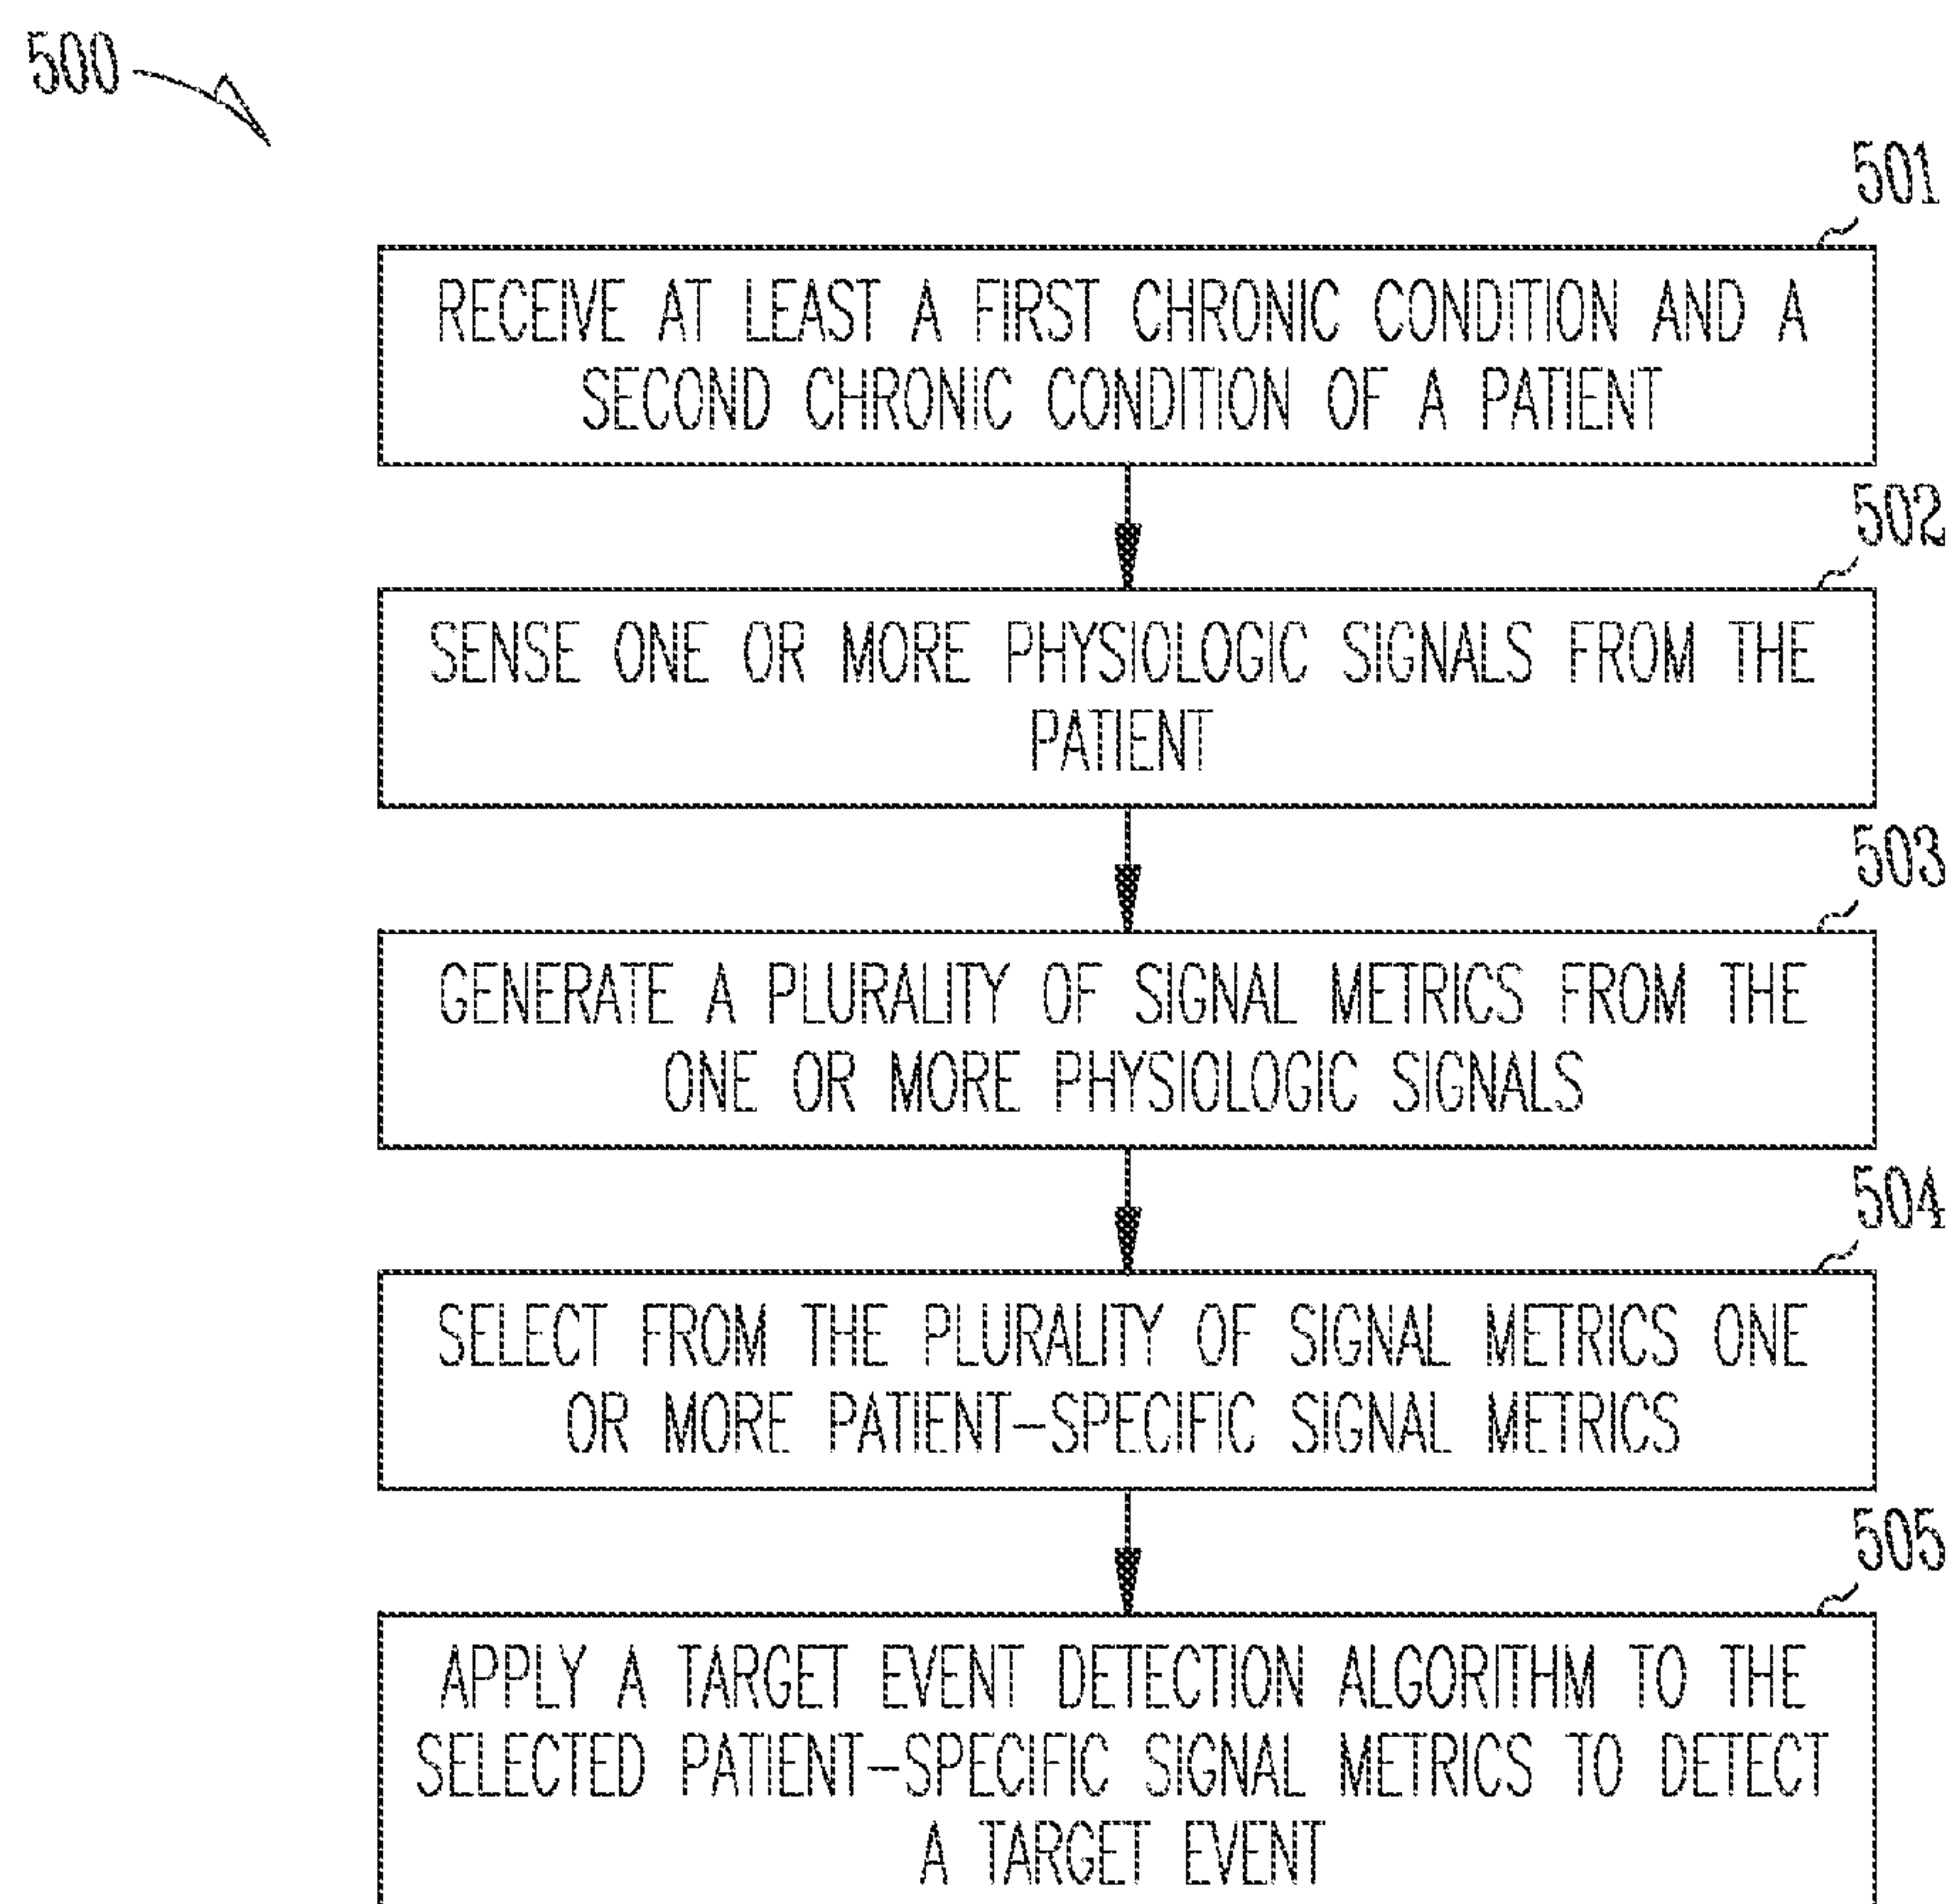 500
501
RECEIVE AT LEAST A FIRST CHRONIC CONDITION AND A
SECOND CHRONIC CONDITION OF A PATIENT
502
SENSE ONE OR MORE PHYSIOLOGIC SIGNALS FROM THE
PATIENT
503
GENERATE A PLURALITY OF SIGNAL METRICS FROM THE
ONE OR MORE PHYSIOLOGIC SIGNALS
504
SELECT FROM THE PLURALITY OF SIGNAL METRICS ONE
OR MORE PATIENT-SPECIFIC SIGNAL METRICS
505
APPLY A TARGET EVENT DETECTION ALGORITHM TO THE
SELECTED PATIENT-SPECIFIC SIGNAL METRICS TO DETECT
A TARGET EVENT